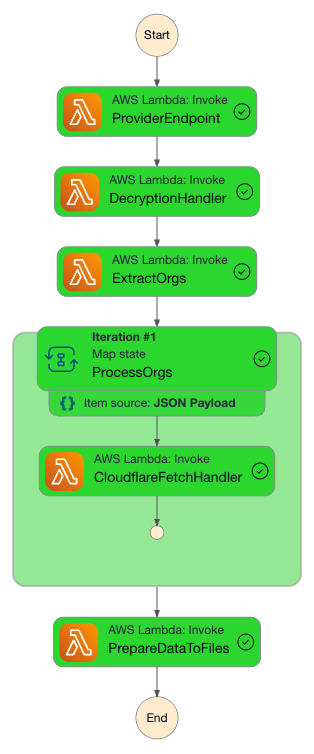 Start
AWS Lambda: Invoke
ProviderEndpoint
AWS Lambda: Invoke
DecryptionHandler
AWS Lambda: Invoke
ExtractOrgs
Iteration #1
Map state
ProcessOrgs
{} Item source: JSON Payload
AWS Lambda: Invoke
CloudflareFetchHandler
AWS Lambda: Invoke
PrepareDataToFiles
End